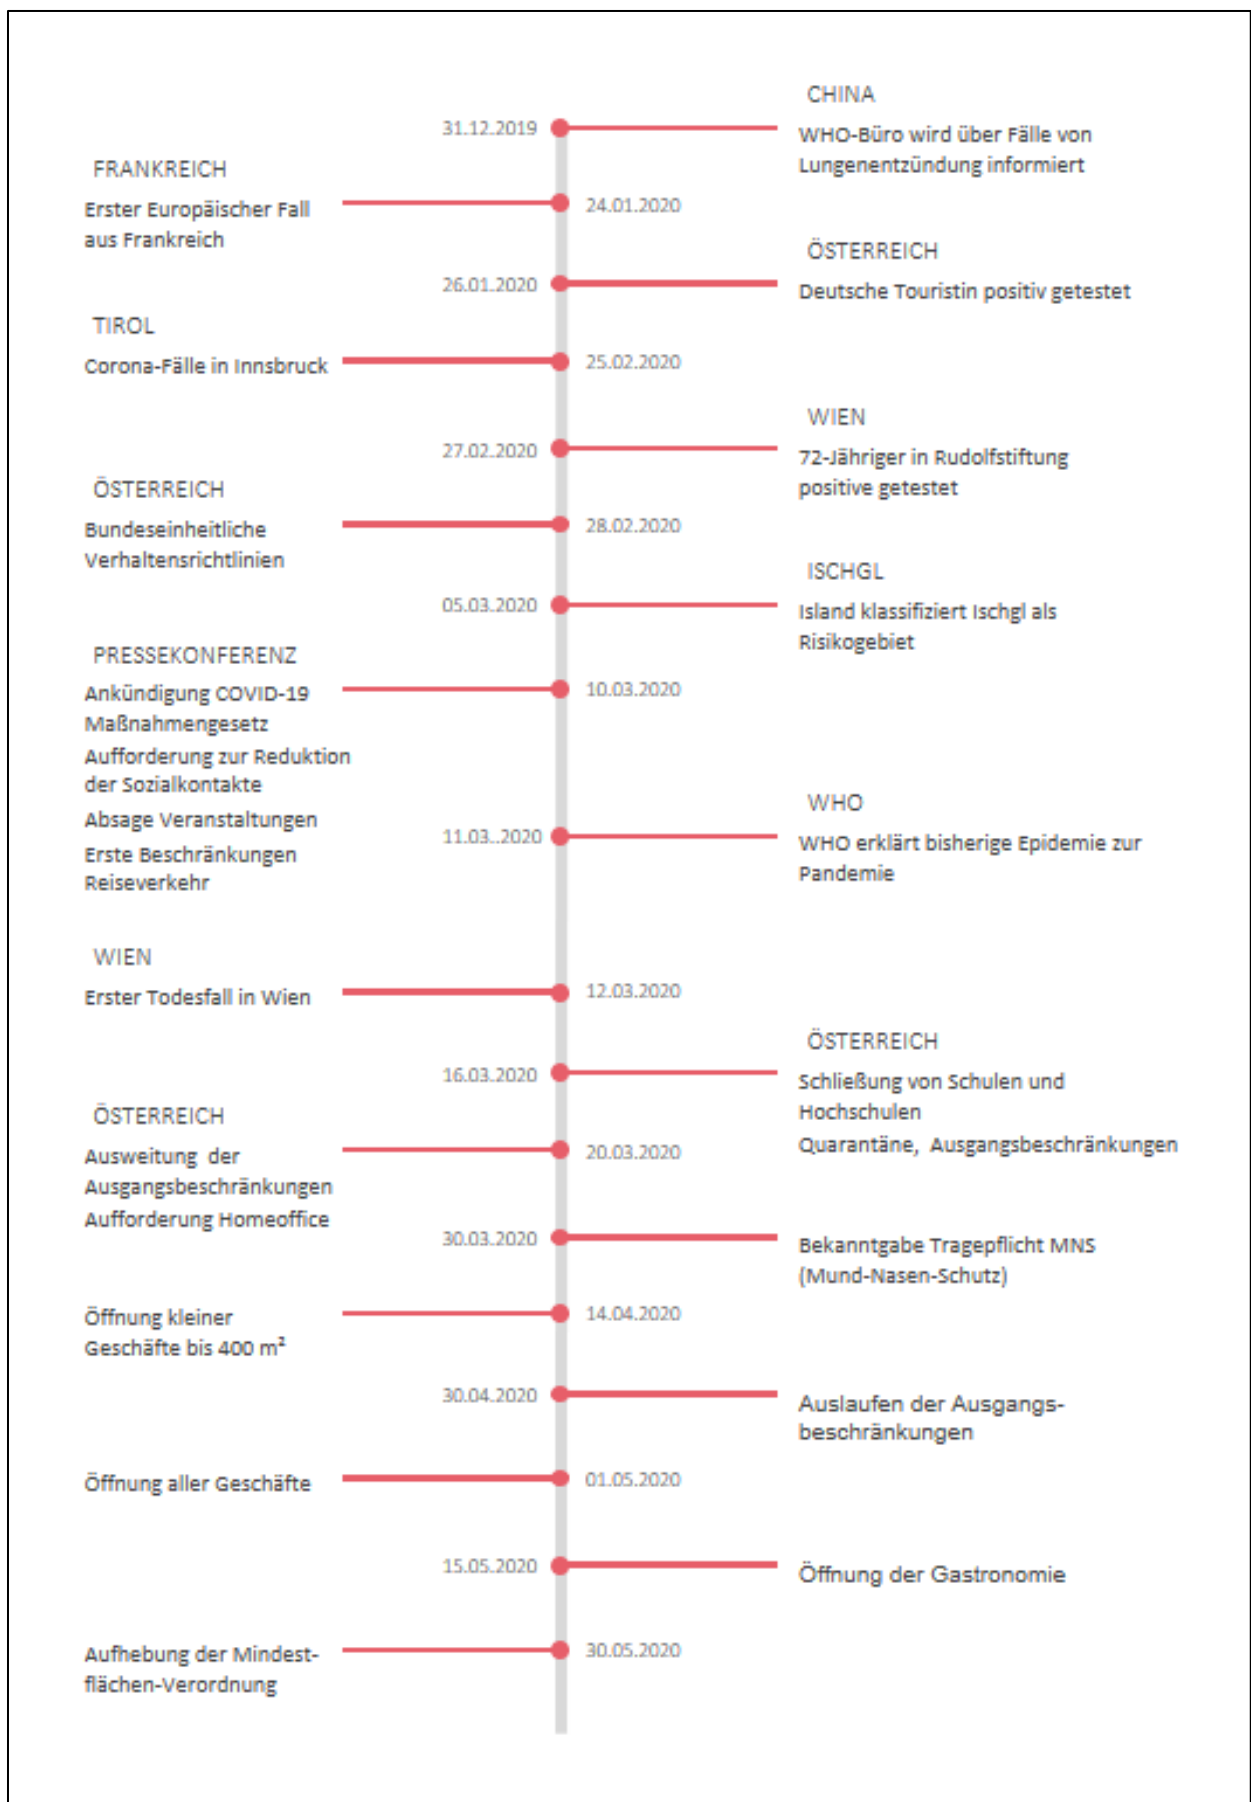 CHINA
31.12.2019
WHO-Büro wird über Fälle von
Lungenentzündung informiert
FRANKREICH
Erster Europäischer Fall
aus Frankreich
24.01.2020
ÖSTERREICH
26.01.2020
Deutsche Touristin positiv getestet
TIROL
Corona-Fälle in Innsbruck
25.02.2020
WIEN
27.02.2020
72-Jähriger in Rudolfstiftung
positive getestet
ÖSTERREICH
Bundeseinheitliche
Verhaltensrichtlinien
28.02.2020
ISCHGL
05.03.2020
Island klassifiziert Ischgl als
Risikogebiet
PRESSEKONFERENZ
Ankündigung COVID-19
Maßnahmengesetz
10.03.2020
Aufforderung zur Reduktion
der Sozialkontakte
Absage Veranstaltungen
Erste Beschränkungen
Reiseverkehr
WHO
11.03..2020
WHO erklärt bisherige Epidemie zur
Pandemie
WIEN
Erster Todesfall in Wien
12.03.2020
ÖSTERREICH
16.03.2020
Schließung von Schulen und
Hochschulen
Quarantäne, Ausgangsbeschränkungen
ÖSTERREICH
Ausweitung der
Ausgangsbeschränkungen
Aufforderung Homeoffice
20.03.2020
30.03.2020
Bekanntgabe Tragepflicht MNS
(Mund-Nasen-Schutz)
Öffnung kleiner
Geschäfte bis 400 m²
14.04.2020
30.04.2020
Auslaufen der Ausgangs-
beschränkungen
Öffnung aller Geschäfte
01.05.2020
15.05.2020
Öffnung der Gastronomie
Aufhebung der Mindest-
flächen-Verordnung
30.05.2020